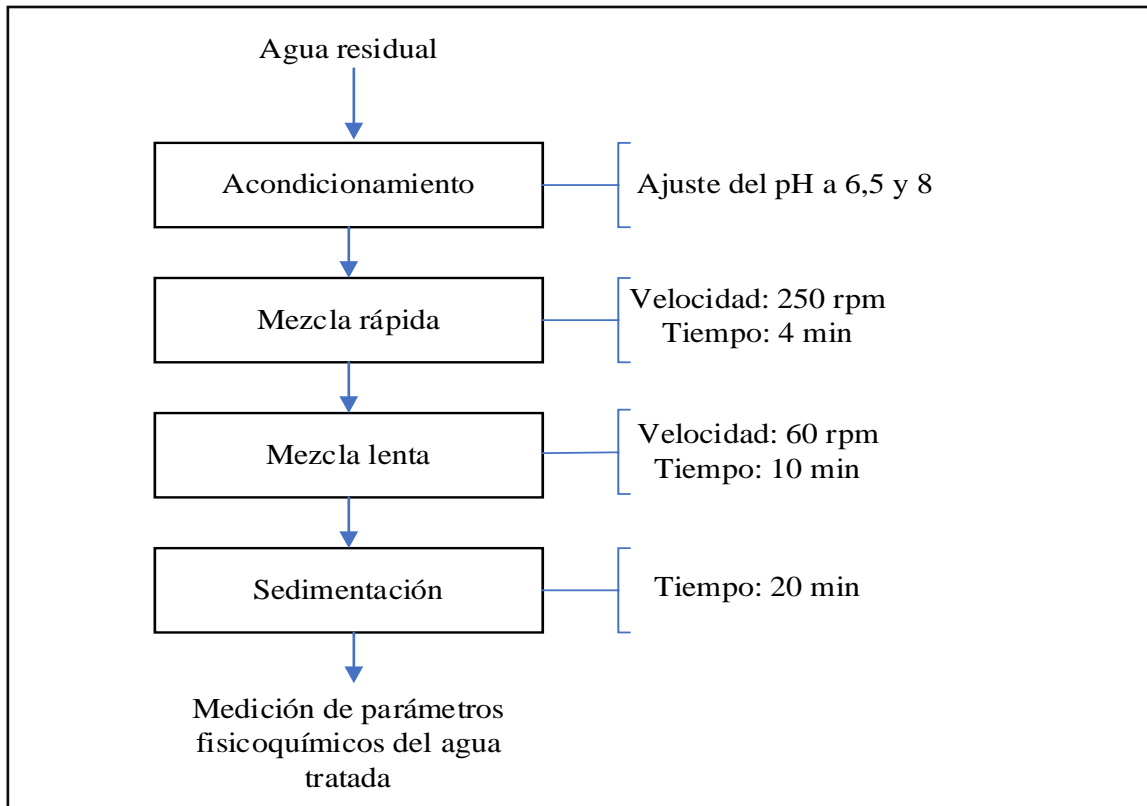 Agua residual
Acondicionamiento
Ajuste del pH a 6,5 y 8
Mezcla rápida
Velocidad: 250 rpm
Tiempo: 4 min
Mezcla lenta
Velocidad: 60 rpm
Tiempo: 10 min
Sedimentación
Tiempo: 20 min
Medición de parámetros
fisicoquímicos del agua
tratada